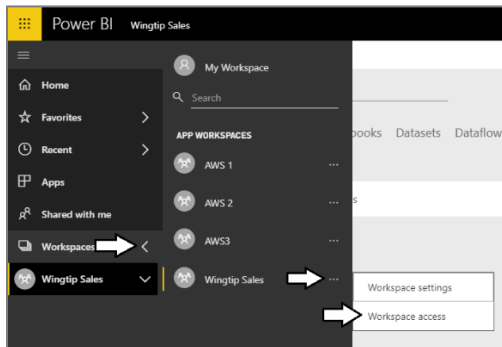 Power BI Wingtip Sales
Home
Favorites
Recent
Apps
Shared with me
Workspaces
Wingtip Sales
My Workspace
Search
APP WORKSPACES
AWS 1
AWS 2
AWS3
Wingtip Sales
Datasets Dataflow
Workspace settings
Workspace access